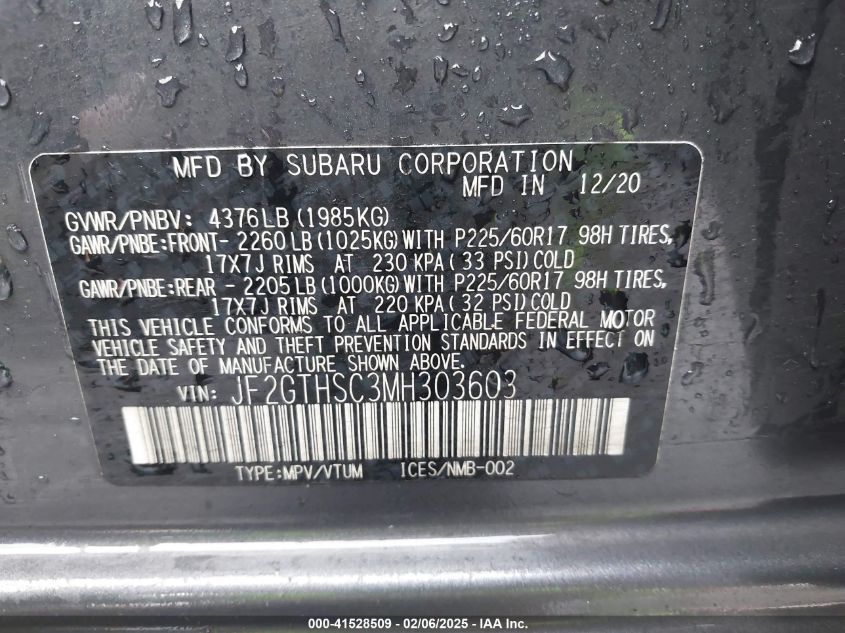 MFD BY SUBARU CORPORATION
MFD IN 12/20
GVWR/PNBV: 4376LB (1985KG)
GAWR/PNBE:FRONT- 2260LB (1025KG) WITH P225/60R17 98H TIRES,
17X7J RIMS AT 230 KPA ( 33 PSI) COLD
GAWR/PNBE:REAR - 2205LB (1000KG) WITH P225/60R17 98H TIRES,
17X7J RIMS AT 220 KPA ( 32 PSI) COLD
THIS VEHICLE CONFORMS TO ALL APPLICABLE FEDERAL MOTOR
VEHICLE SAFETY AND THEFT PREVENTION STANDARDS IN EFFECT ON
THE DATE OF MANUFACTURE SHOWN ABOVE.
VIN: JF2GTHSC3MH303603
TYPE:MPV/VTUM ICES/NMB-002
000-41528509 - 02/06/2025 - IAA Inc.